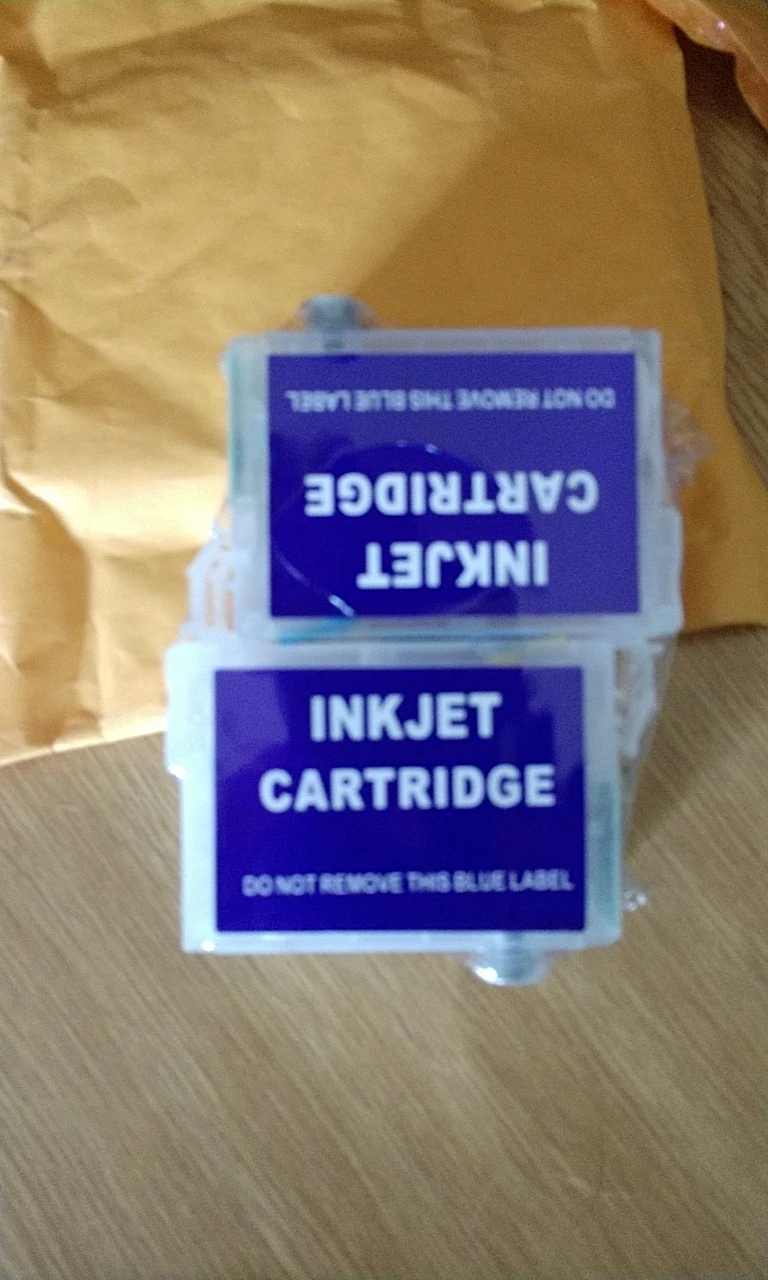 DO NOT REMOVE THIS BLUE LABEL
CARTRIDGE
INKJET
INKJET
CARTRIDGE
DO NOT REMOVE THIS BLUE LABEL